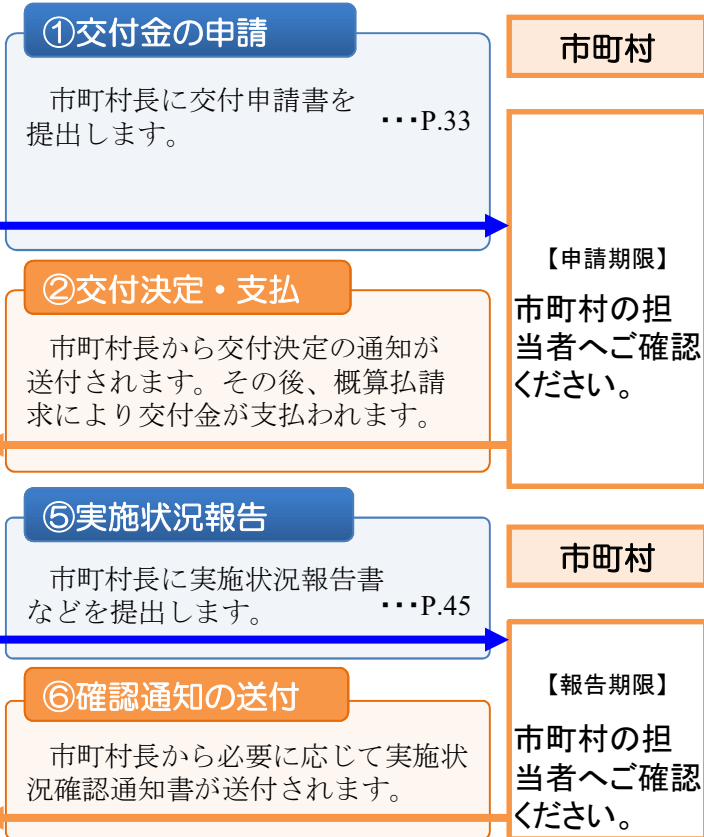 ①交付金の申請
市町村長に交付申請書を
提出します。
･･･P.33
市町村
【申請期限】
市町村の担
当者へご確認
ください。
②交付決定・支払
市町村長から交付決定の通知が
送付されます。その後、概算払請
求により交付金が支払われます。
⑤実施状況報告
市町村長に実施状況報告書
などを提出します。
･･･P.45
市町村
【報告期限】
市町村の担
当者へご確認
ください。
⑥確認通知の送付
市町村長から必要に応じて実施状
況確認通知書が送付されます。